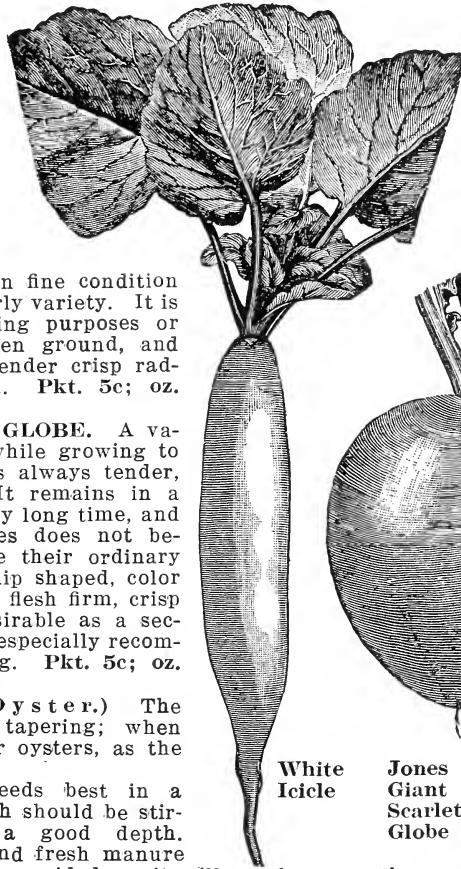 n fine condition
rly variety. It is
ing purposes or
en ground, and
ender crisp rad-
. Pkt. 5c; oz.
GLOBE. A va-
while growing to
s always tender,
It remains in a
y long time, and
es does not be-
e their ordinary
ip shaped, color
flesh firm, crisp
sirable as a sec-
especially recom-
g. Pkt. 5c; oz.
Oyster.) The
tapering; when
r oysters, as the
eeds best in a
h should be stir-
a good depth.
nd fresh manure
White
Icicle
Jones
Giant
Scarlet
Globe